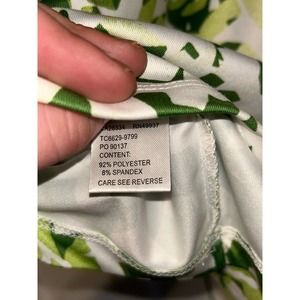 TC6629-9799
PO 90137
CONTENT:
92% POLYESTER
8% SPANDEX
CARE SEE REVERSE